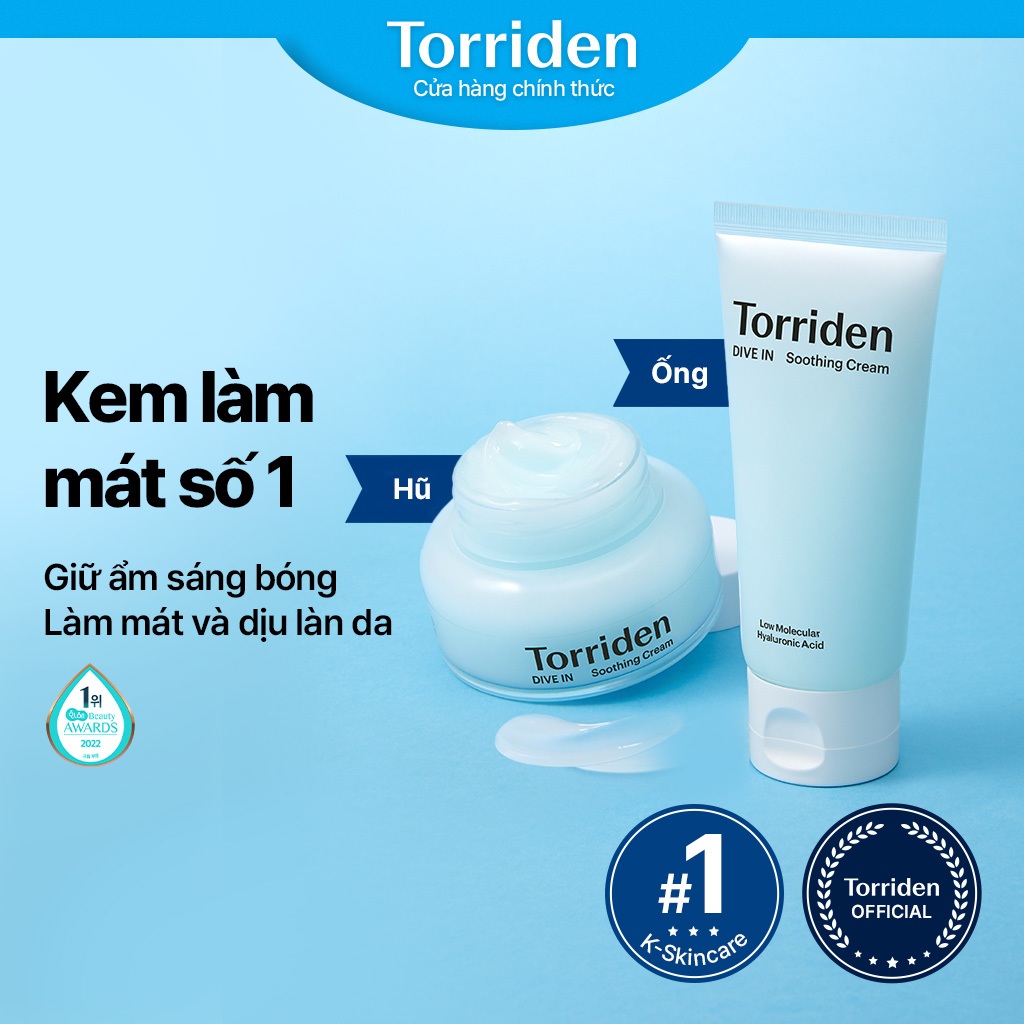 Torriden
Cửa hàng chính thức
Torriden
DIVE IN Soothing Cream
Ống
Kem làm
mát số 1
Hũ
Giữ ẩm sáng bóng
Làm mát và dịu làn da
Low Molecular
Hyaluronic Acid
Torriden
DIVE IN Soothing Cream
1위
Beauty
AWARDS
2022
#1
K-Skincare
Torriden
OFFICIAL